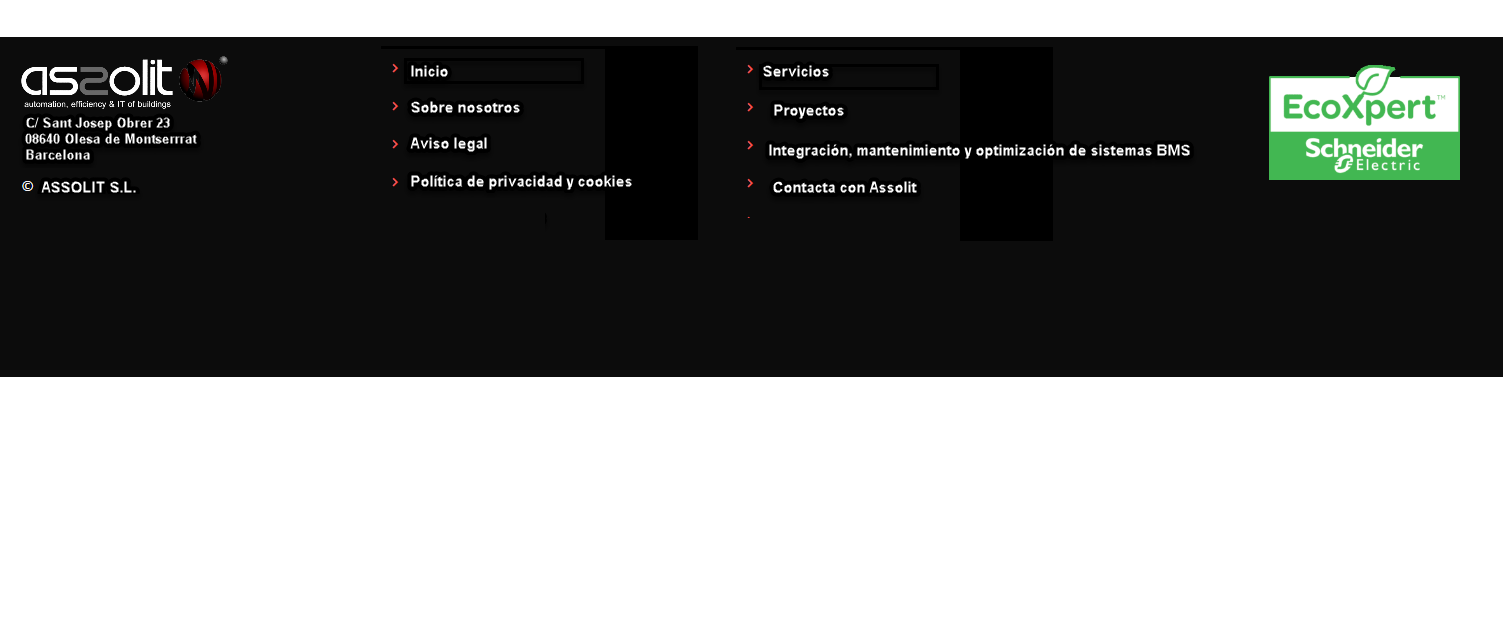 assolit
automation, efficiency & IT of buildings
C/ Sant Josep Obrer 23
08640 Olesa de Montserrrat
Barcelona
© ASSOLIT S.L.
Inicio
Sobre nosotros
Aviso legal
Política de privacidad y cookies
Servicios
Proyectos
Integración, mantenimiento y optimización de sistemas BMS
Contacta con Assolit
EcoXpert™
Schneider
Electric